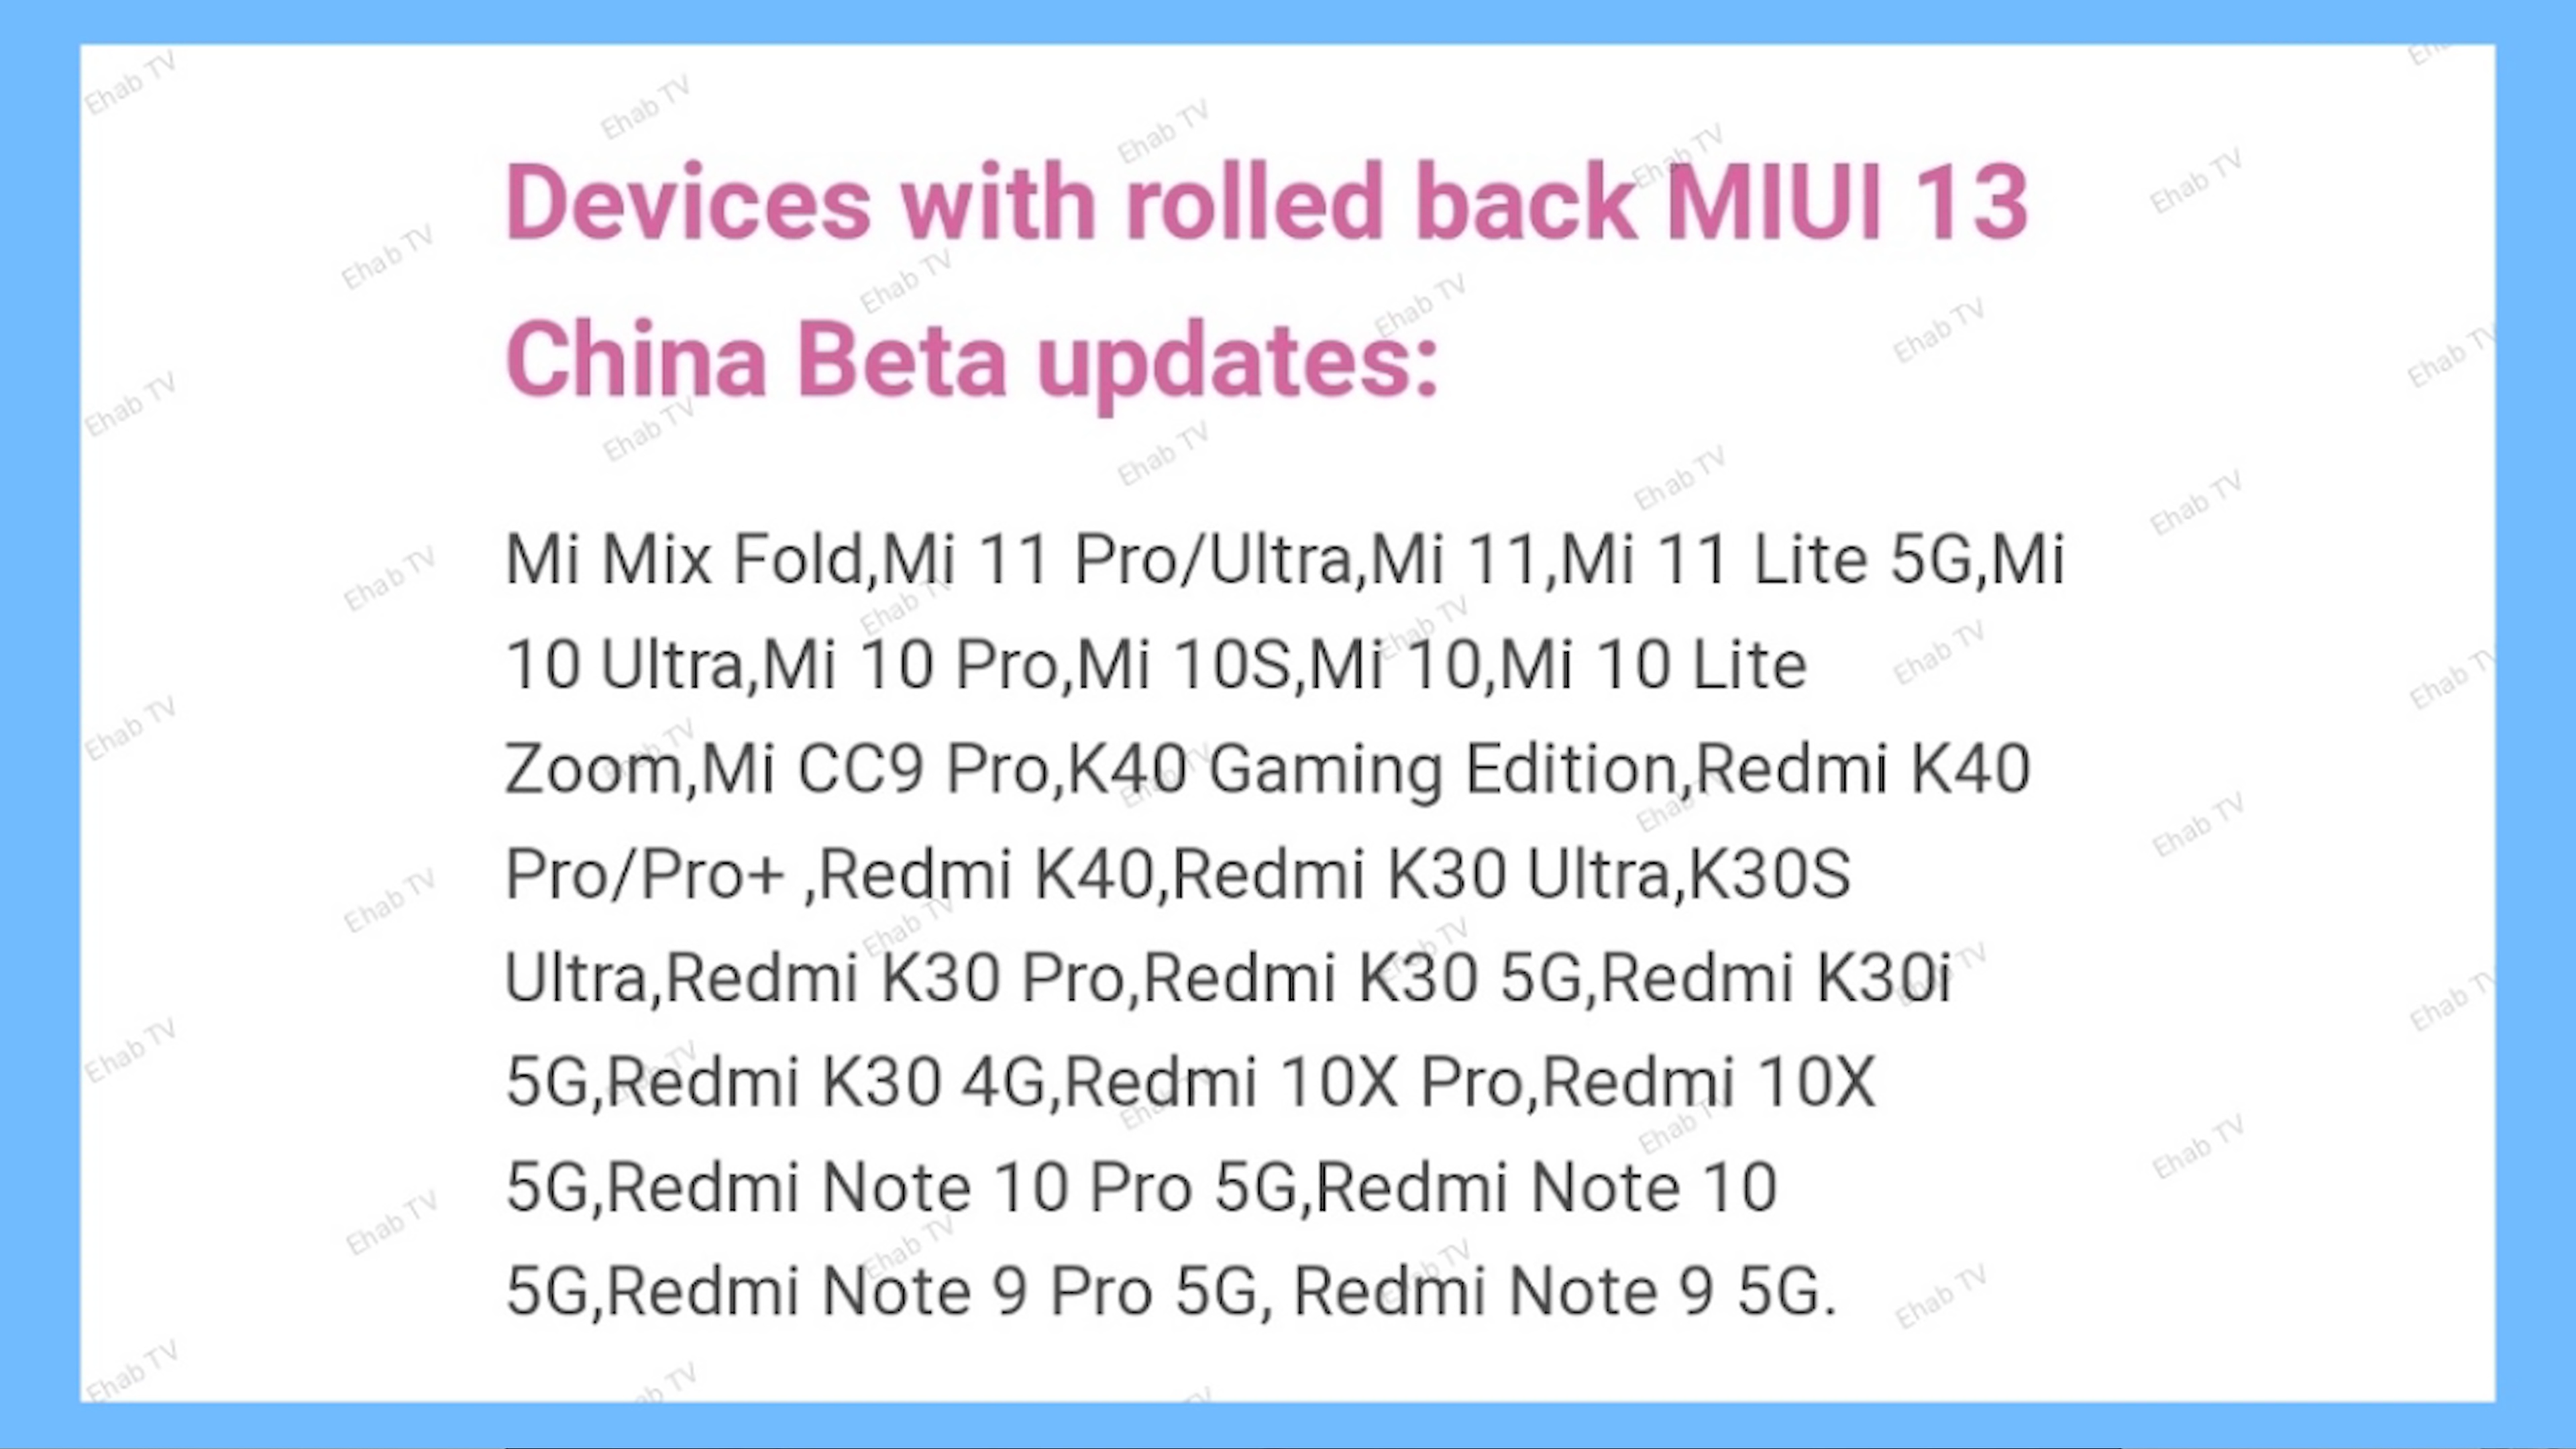 Devices with rolled back MIUI 13
China Beta updates:
Mi Mix Fold,Mi 11 Pro/Ultra,Mi 11,Mi 11 Lite 5G,Mi
10 Ultra,Mi 10 Pro,Mi 10S,Mi 10,Mi 10 Lite
Zoom,Mi CC9 Pro,K40 Gaming Edition,Redmi K40
Pro/Pro+ ,Redmi K40,Redmi K30 Ultra,K30S
Ultra,Redmi K30 Pro,Redmi K30 5G,Redmi K30i
5G,Redmi K30 4G,Redmi 10X Pro,Redmi 10X
5G,Redmi Note 10 Pro 5G,Redmi Note 10
5G,Redmi Note 9 Pro 5G, Redmi Note 9 5G.
Ehab TV